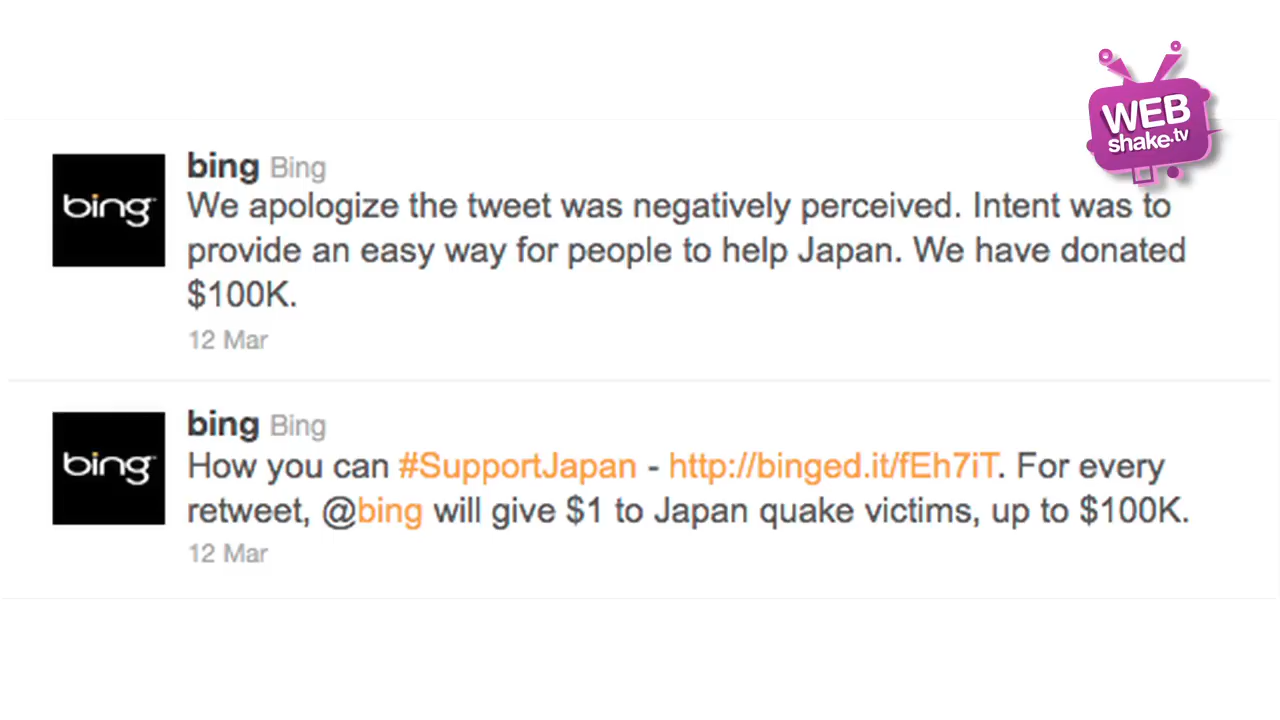 WEB
shake.tv
bing Bing
bing
We apologize the tweet was negatively perceived. Intent was to
provide an easy way for people to help Japan. We have donated
$100K.
12 Mar
bing Bing
bing
How you can #SupportJapan - http://binged.it/fEh7iT. For every
retweet, @bing will give $1 to Japan quake victims, up to $100K.
12 Mar